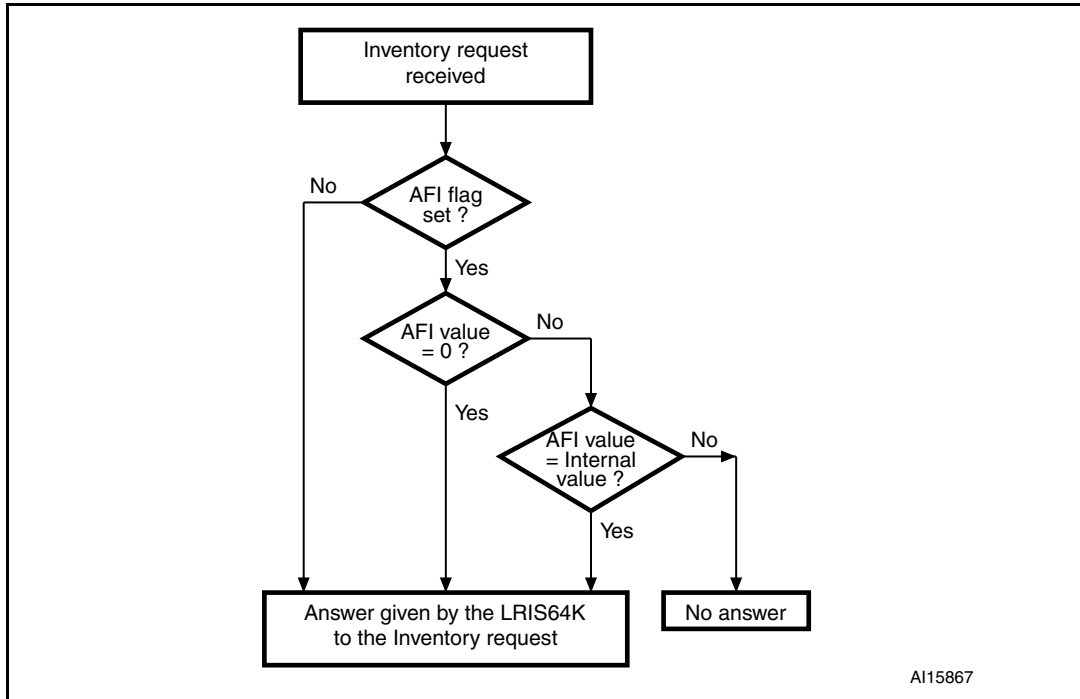 Inventory request
received
No
AFI flag
set ?
Yes
AFI value
= 0 ?
No
Yes
AFI value
= Internal
value ?
No
Yes
Answer given by the LRIS64K
to the Inventory request
No answer
AI15867